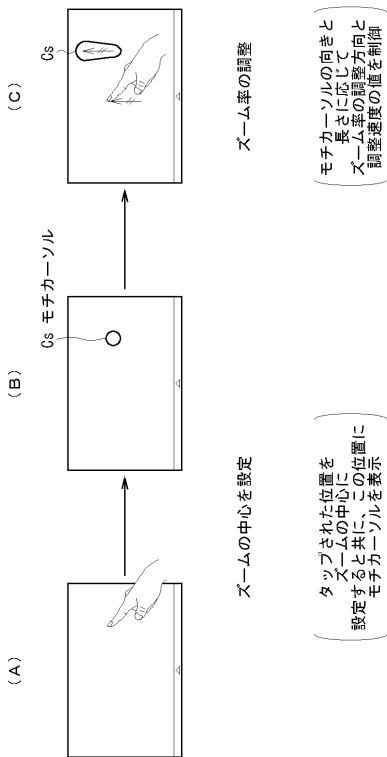 (A)
(B)
(C)
Cs モチカーソル
Cs
ズームの中心を設定
ズーム率の調整
タップされた位置を
ズームの中心に
設定すると共に、この位置に
モチカーソルを表示
モチカーソルの向きと
長さに応じて
ズーム率の調整方向と
調整速度の値を制御